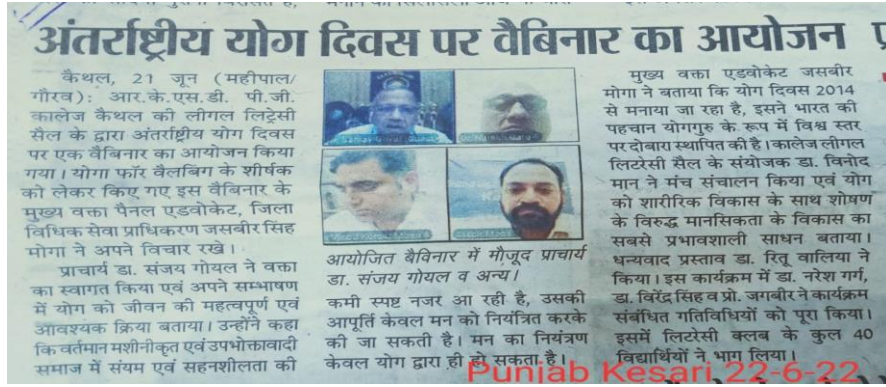 अंतर्राष्ट्रीय योग दिवस पर वैबिनार का आयोजन
कैथल, 21 जून (महीपाल/
गौरव): आर.के.एस.डी. पी.जी.
कालेज कैथल की लीगल लिट्रेसी
सैल के द्वारा अंतर्राष्ट्रीय योग दिवस
पर एक वैबिनार का आयोजन किया
गया। योगा फॉर वैलबिंग के शीर्षक
को लेकर किए गए इस वैबिनार के
मुख्य वक्ता पैनल एडवोकेट, जिला
विधिक सेवा प्राधिकरण जसबीर सिंह
मोगा ने अपने विचार रखे।
प्राचार्य डा. संजय गोयल ने वक्ता
का स्वागत किया एवं अपने सम्भाषण
में योग को जीवन की महत्वपूर्ण एवं
आवश्यक क्रिया बताया। उन्होंने कहा
कि वर्तमान मशीनीकृत एवं उपभोक्तावादी
समाज में संयम एवं सहनशीलता की
आयोजित बैविनार में मौजूद प्राचार्य
डा. संजय गोयल व अन्य।
कमी स्पष्ट नजर आ रही है, उसकी
आपूर्ति केवल मन को नियंत्रित करके
की जा सकती है। मन का नियंत्रण
केवल योग द्वारा ही हो सकता है।
मुख्य वक्ता एडवोकेट जसबीर
मोगा ने बताया कि योग दिवस 2014
से मनाया जा रहा है, इसने भारत की
पहचान योगगुरु के रूप में विश्व स्तर
पर दोबारा स्थापित की है। कालेज लीगल
लिटरेसी सैल के संयोजक डा. विनोद
मान ने मंच संचालन किया एवं योग
को शारीरिक विकास के साथ शोषण
के विरुद्ध मानसिकता के विकास का
सबसे प्रभावशाली साधन बताया।
धन्यवाद प्रस्ताव डा. रितू वालिया ने
किया। इस कार्यक्रम में डा. नरेश गर्ग,
डा. विरेंद्र सिंह व प्रो. जगबीर ने कार्यक्रम
संबंधित गतिविधियों को पूरा किया।
इसमें लिटरेसी क्लब के कुल 40
विद्यार्थियों ने भाग लिया।
Punjab Kesari 22-6-22